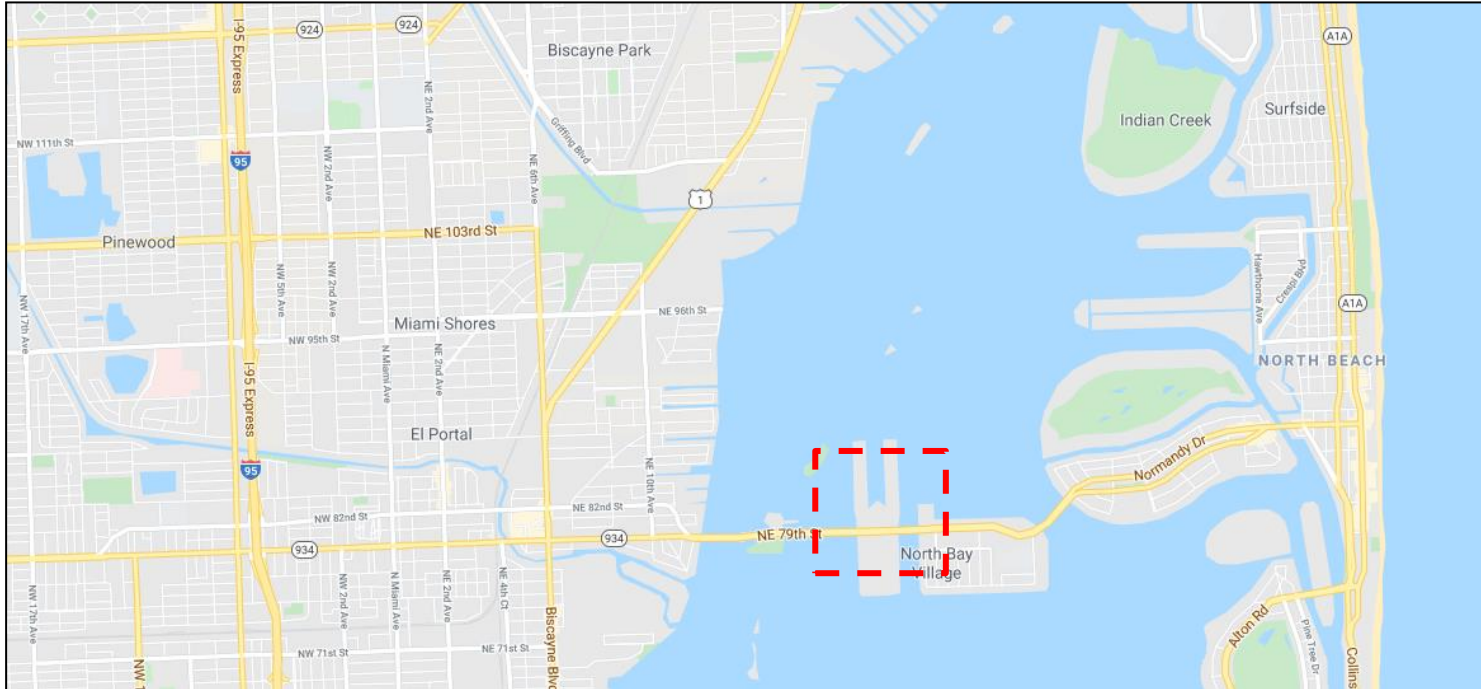 I-95 Express
924
924
Biscayne Park
A1A
Surfside
Indian Creek
NE 2nd Ave
Griffing Blvd
NW 111th St
95
NW 2nd Ave
NE 6th Ave
1
Pinewood
NE 103rd St
NW 17th Ave
NW 5th Ave
NW 2nd Ave
Hawthorne Ave
Crespi Blvd
A1A
NE 96th St
Miami Shores
NW 95th St
N Miami Ave
NE 2nd Ave
NORTH BEACH
I-95 Express
El Portal
95
NE 10th Ave
Normandy Dr
NE 82nd St
NW 82nd St
934
934
NE 79th St
North Bay
Village
NW 17th Ave
NW 2nd Ave
N Miami Ave
NE 2nd Ave
NE 4th Ct
Biscayne Blvd
Alton Rd
Pine Tree Dr
Collins
NW 71st St
NE 71st St
NW 1